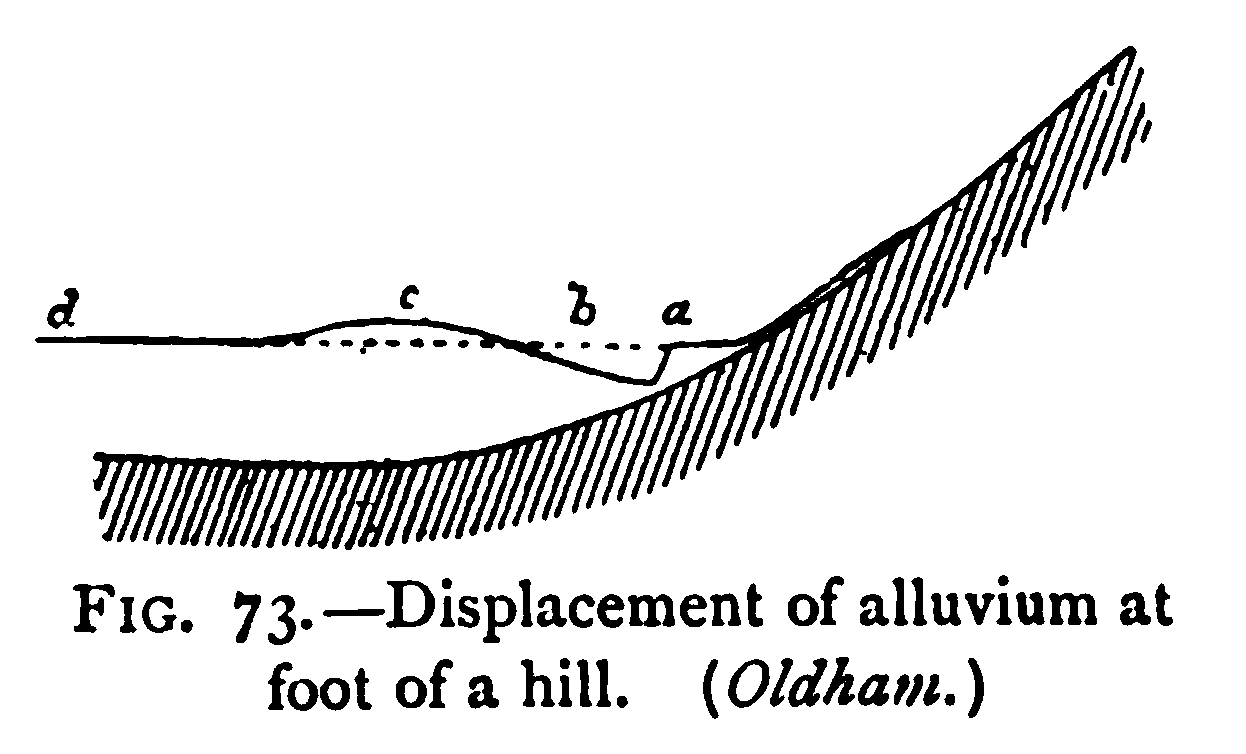 d c b a
FIG. 73.—Displacement of alluvium at
foot of a hill. (Oldham.)